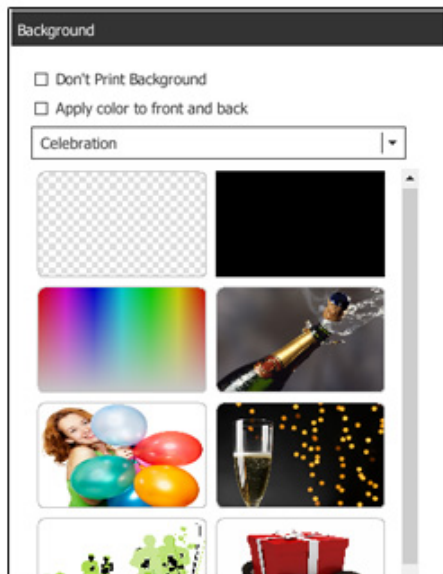 Background
Don't Print Background
Apply color to front and back
Celebration